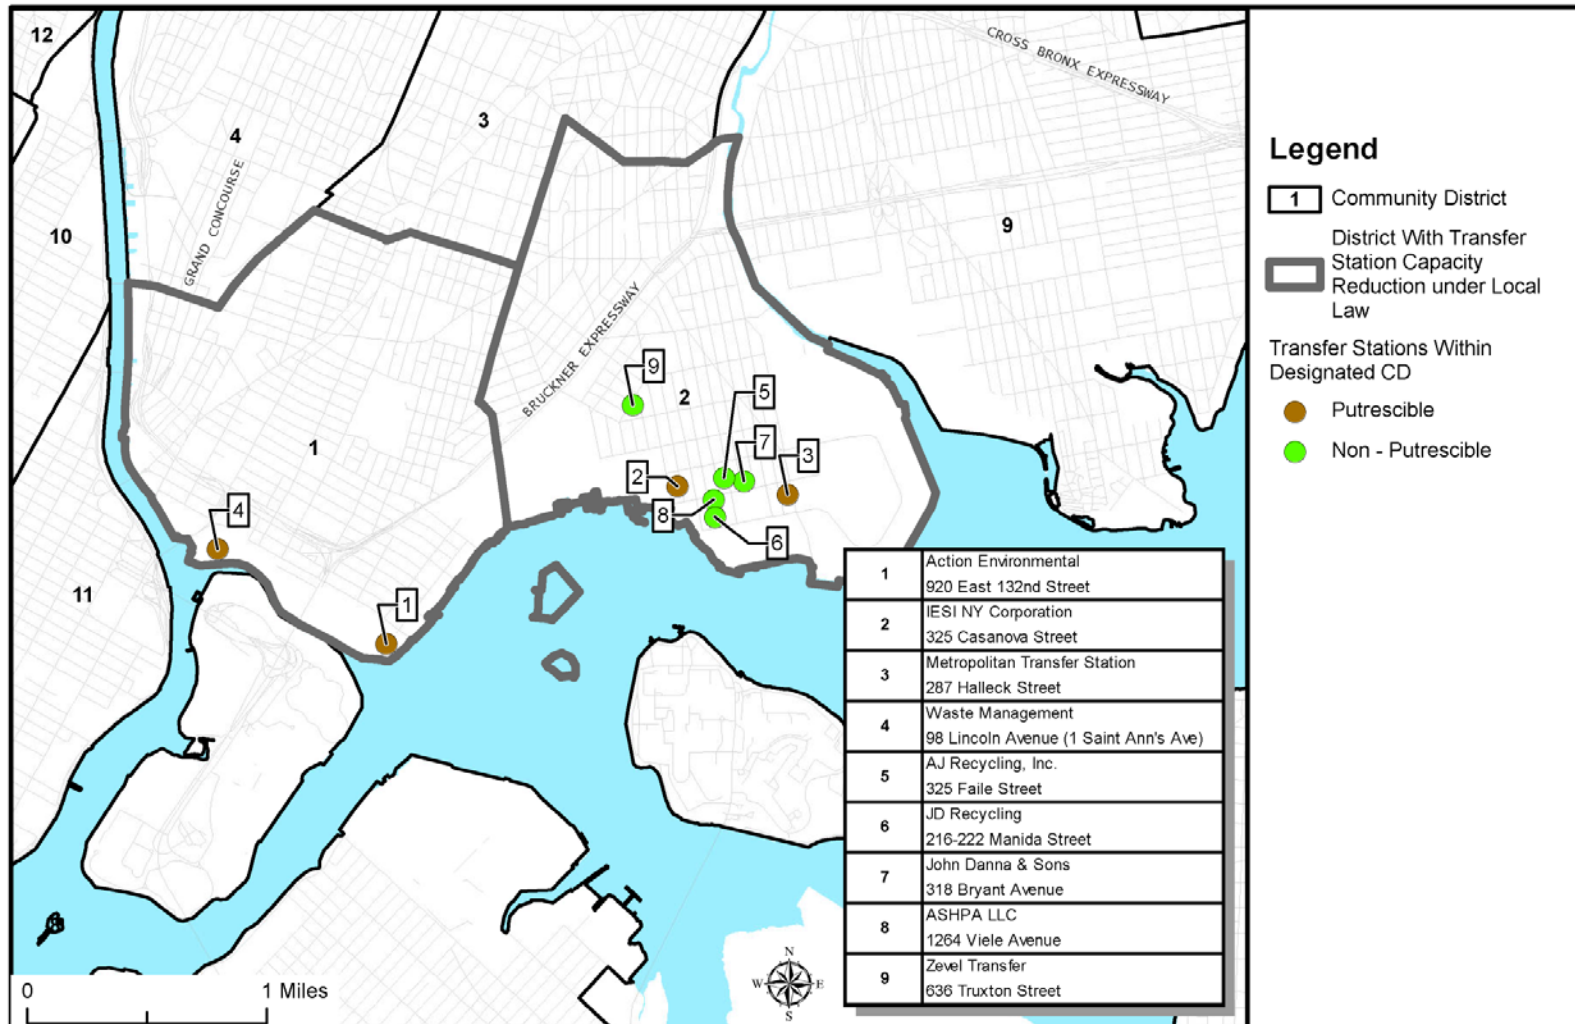 12
4
3
CROSS BRONX EXPRESSWAY
10
GRAND CONCOURSE
9
BRUCKNER EXPRESSWAY
9
2
5
1
7
3
2
8
6
4
1
11
Legend
1 Community District
District With Transfer
Station Capacity
Reduction under Local
Law
Transfer Stations Within
Designated CD
Putrescible
Non - Putrescible
1 Action Environmental
920 East 132nd Street
2 IESI NY Corporation
325 Casanova Street
3 Metropolitan Transfer Station
287 Halleck Street
4 Waste Management
98 Lincoln Avenue (1 Saint Ann's Ave)
5 AJ Recycling, Inc.
325 Faile Street
6 JD Recycling
216-222 Manida Street
7 John Danna & Sons
318 Bryant Avenue
8 ASHPA LLC
1264 Viele Avenue
9 Zevel Transfer
636 Truxton Street
N
W E
S
0 1 Miles